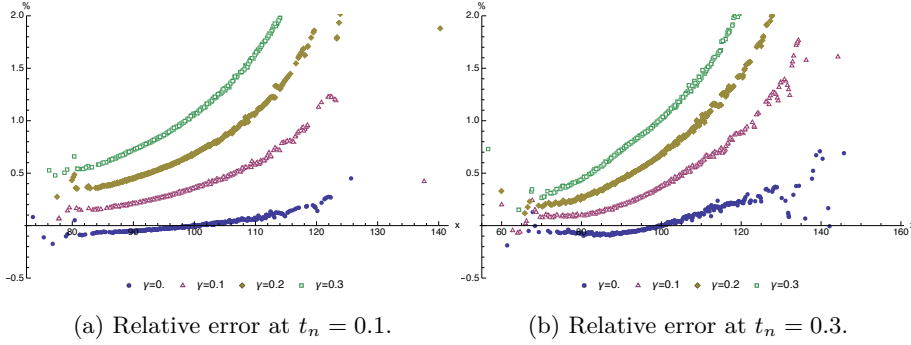 %
2.0
1.5
1.0
0.5
-0.5
80 90 100 110 120 130 140 x
γ=0. γ=0.1 γ=0.2 γ=0.3
(a) Relative error at tn = 0.1.
%
2.0
1.5
1.0
0.5
-0.5
60 80 100 120 140 160 x
γ=0. γ=0.1 γ=0.2 γ=0.3
(b) Relative error at tn = 0.3.